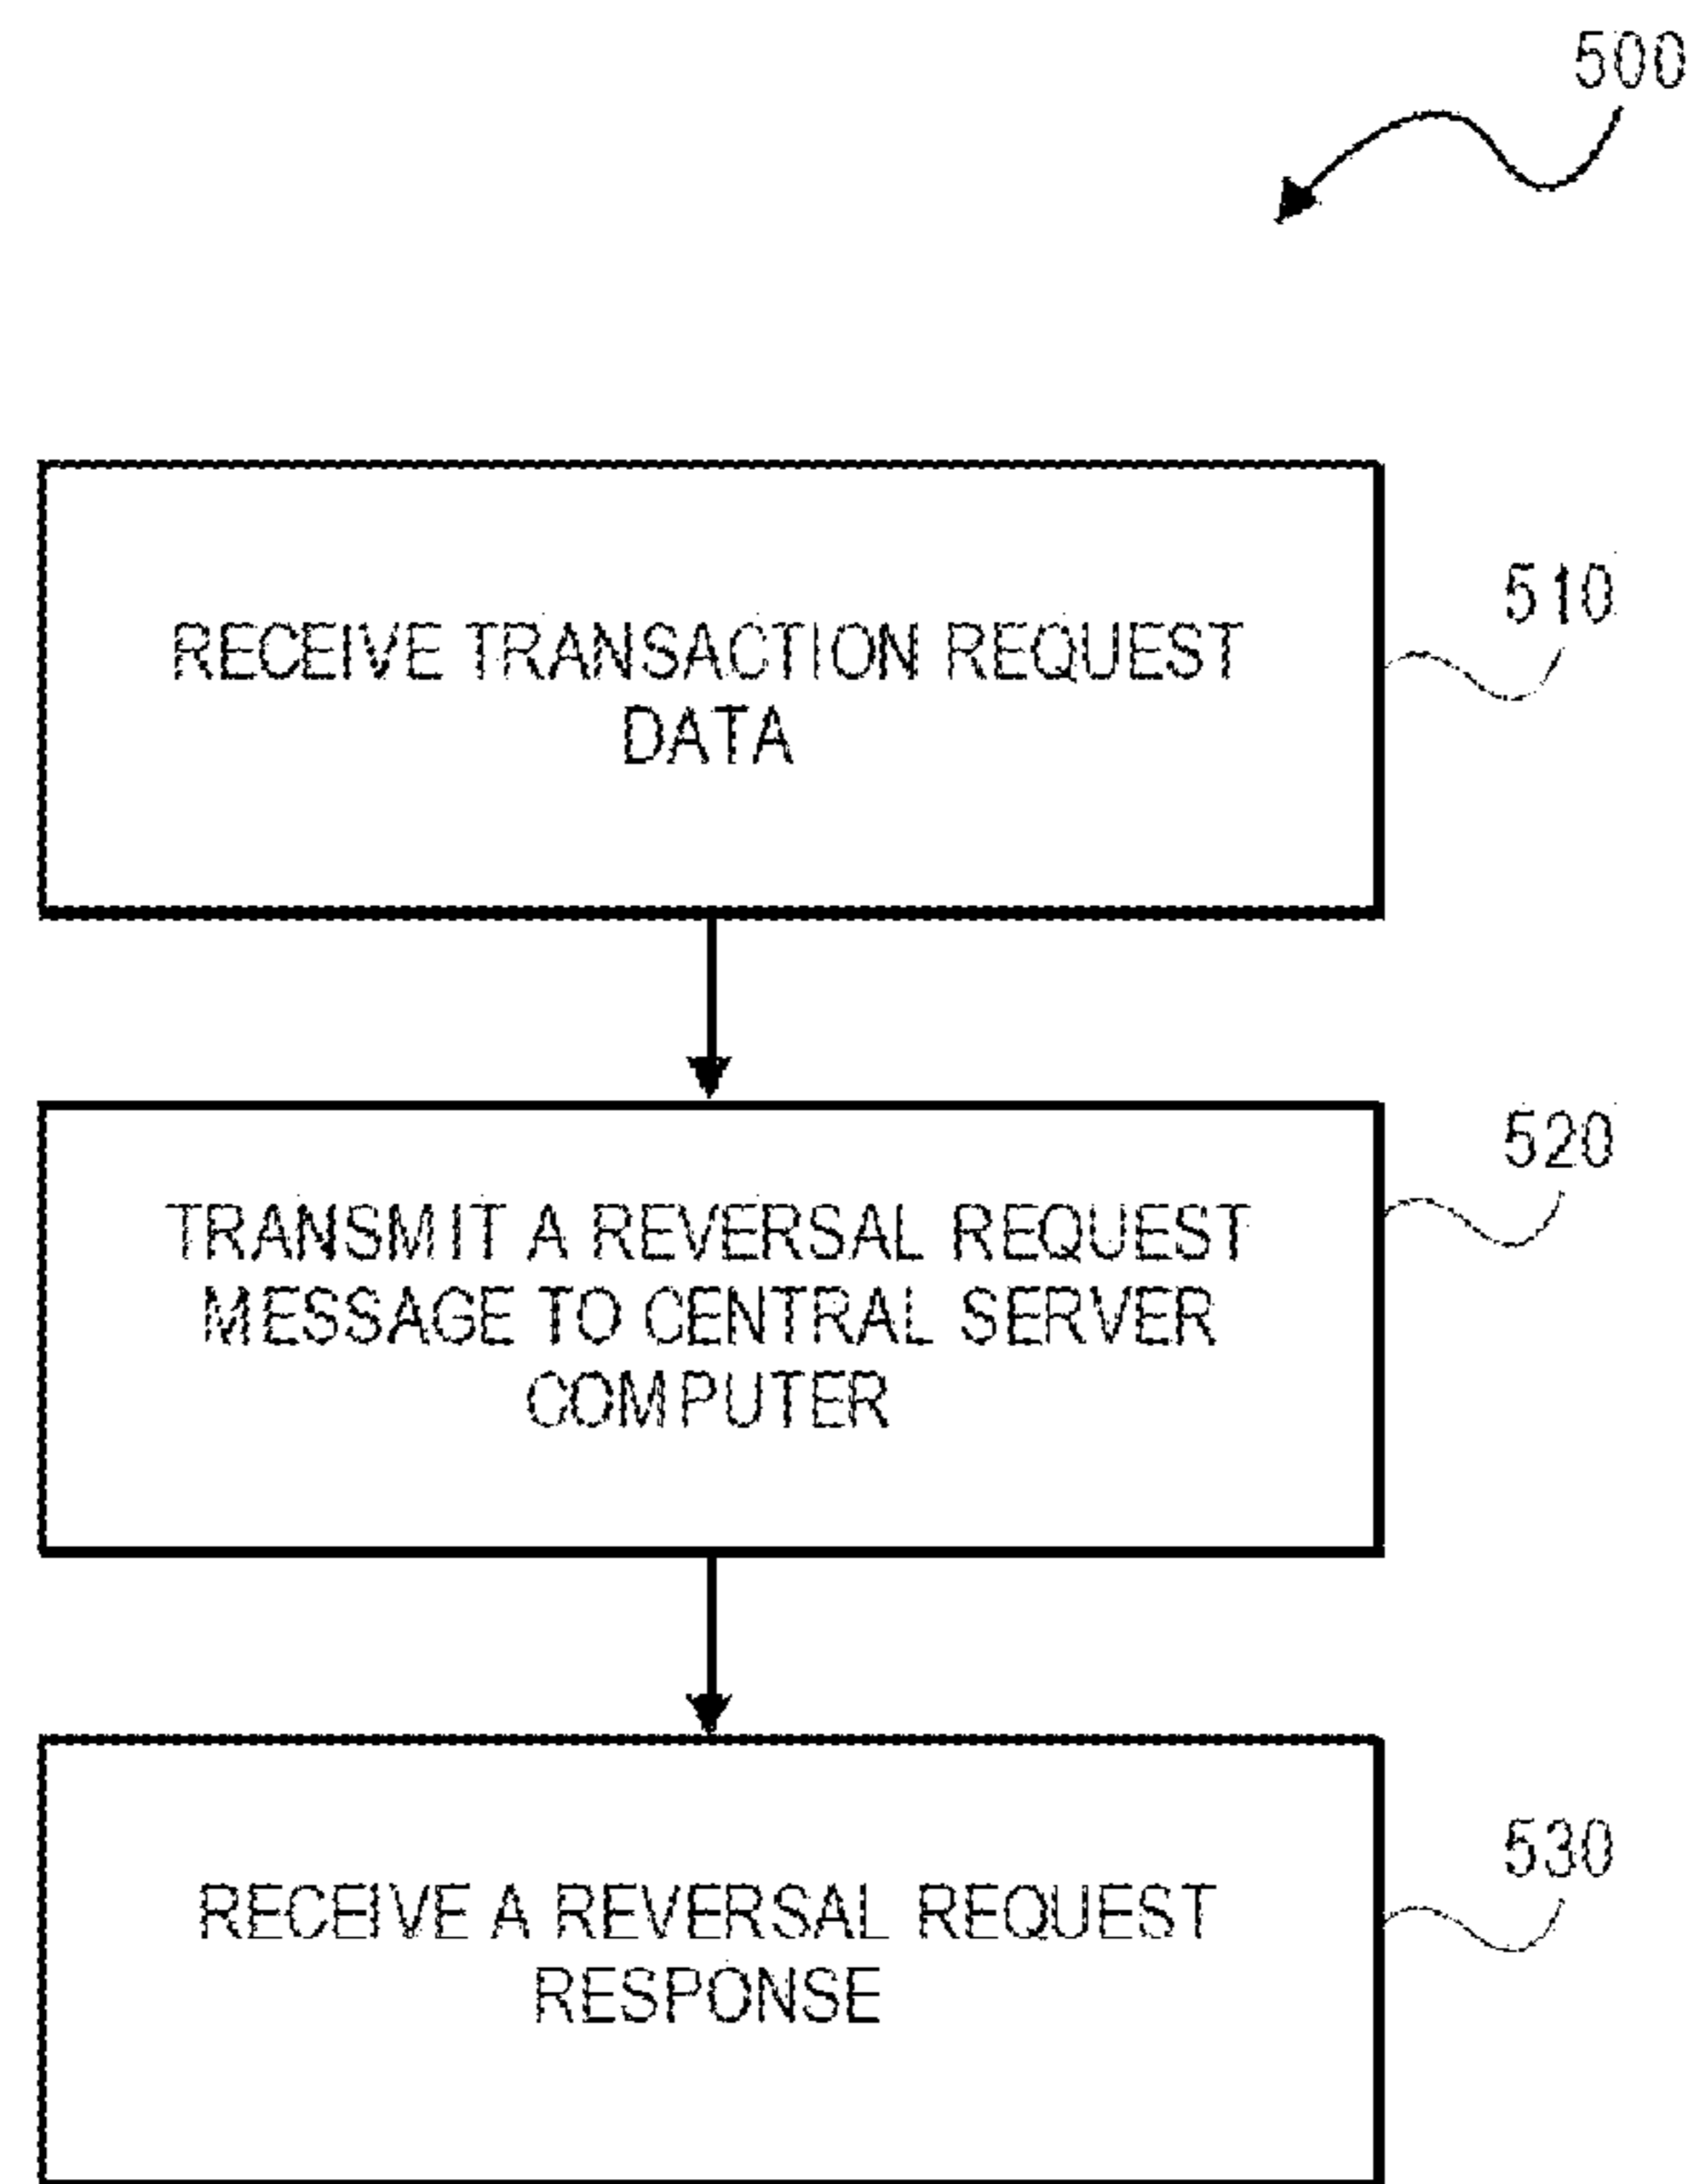 500
RECEIVE TRANSACTION REQUEST
DATA
510
TRANSMIT A REVERSAL REQUEST
MESSAGE TO CENTRAL SERVER
COMPUTER
520
RECEIVE A REVERSAL REQUEST
RESPONSE
530